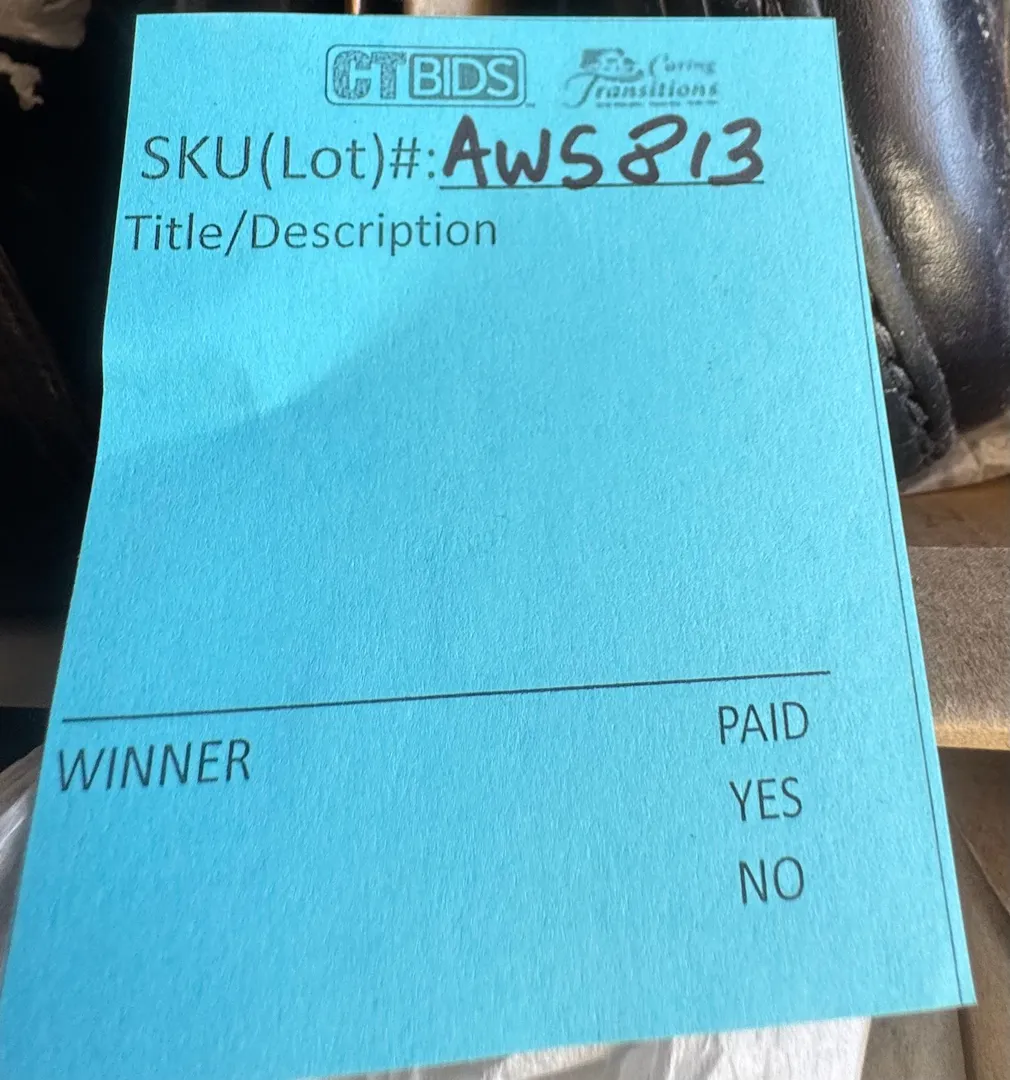 CTBIDS
Caring
Transitions
SKU(Lot)#:AWS813
Title/Description
WINNER
PAID
YES
NO